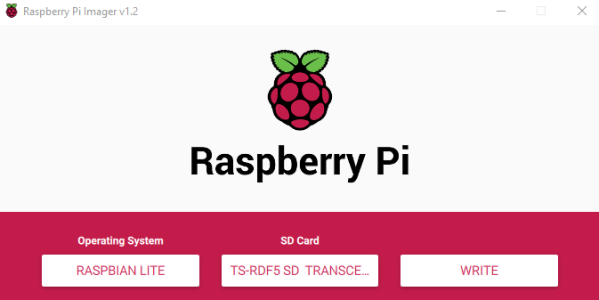 Raspberry Pi Imager v1.2
Raspberry Pi
Operating System SD Card
RASPBIAN LITE TS-RDF5 SD TRANSCE... WRITE